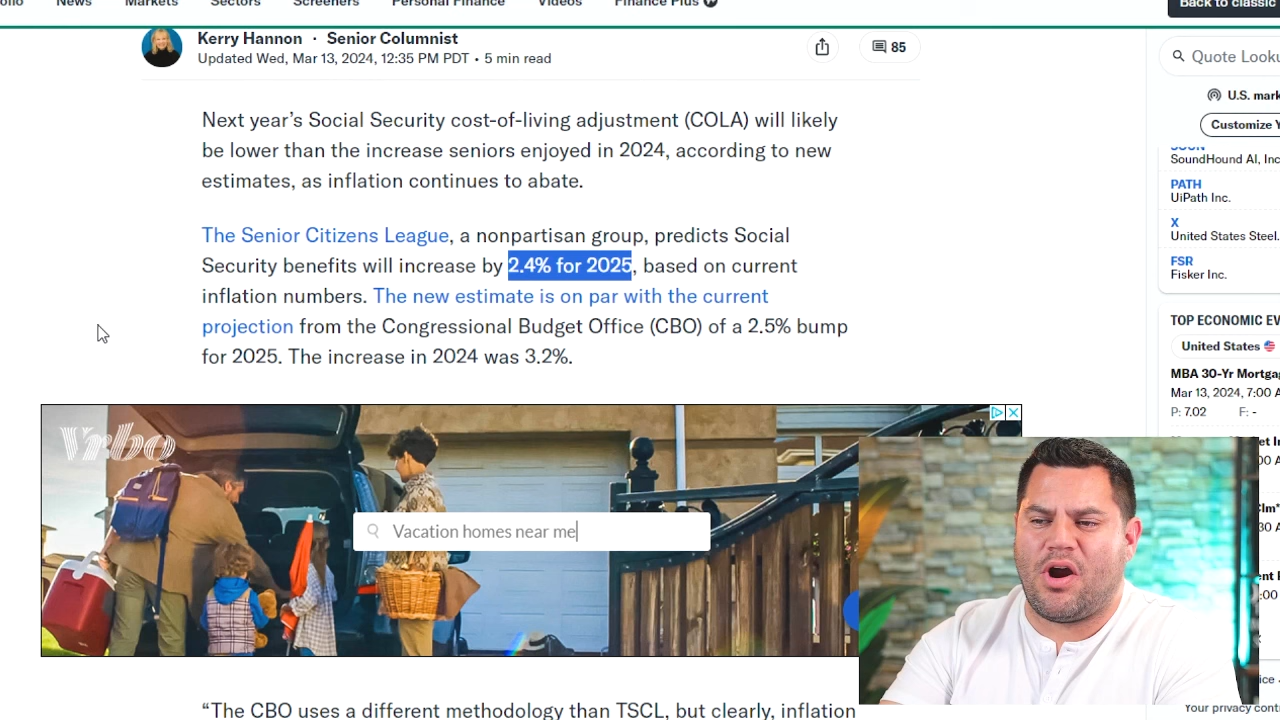 News Markets Sectors Screeners Personal Finance Videos Finance Plus
Back to classic
Kerry Hannon · Senior Columnist
Updated Wed, Mar 13, 2024, 12:35 PM PDT • 5 min read
85
Next year’s Social Security cost-of-living adjustment (COLA) will likely
be lower than the increase seniors enjoyed in 2024, according to new
estimates, as inflation continues to abate.
The Senior Citizens League, a nonpartisan group, predicts Social
Security benefits will increase by 2.4% for 2025, based on current
inflation numbers. The new estimate is on par with the current
projection from the Congressional Budget Office (CBO) of a 2.5% bump
for 2025. The increase in 2024 was 3.2%.
Vrbo
Vacation homes near me
“The CBO uses a different methodology than TSCL, but clearly, inflation
Quote Looku
U.S. mark
Customize Y
SOUN
SoundHound AI, Inc
PATH
UiPath Inc.
X
United States Steel.
FSR
Fisker Inc.
TOP ECONOMIC EV
United States
MBA 30-Yr Mortga
Mar 13, 2024, 7:00 A
P: 7.02 F: -
Your privacy cont